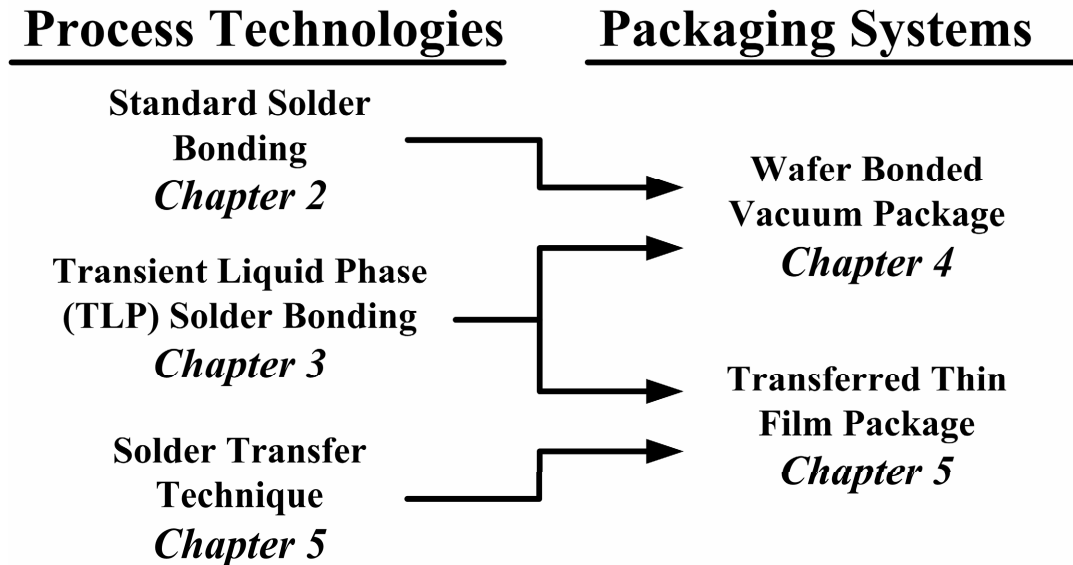 Process Technologies
Standard Solder
Bonding
Chapter 2
Transient Liquid Phase
(TLP) Solder Bonding
Chapter 3
Solder Transfer
Technique
Chapter 5
Packaging Systems
Wafer Bonded
Vacuum Package
Chapter 4
Transferred Thin
Film Package
Chapter 5